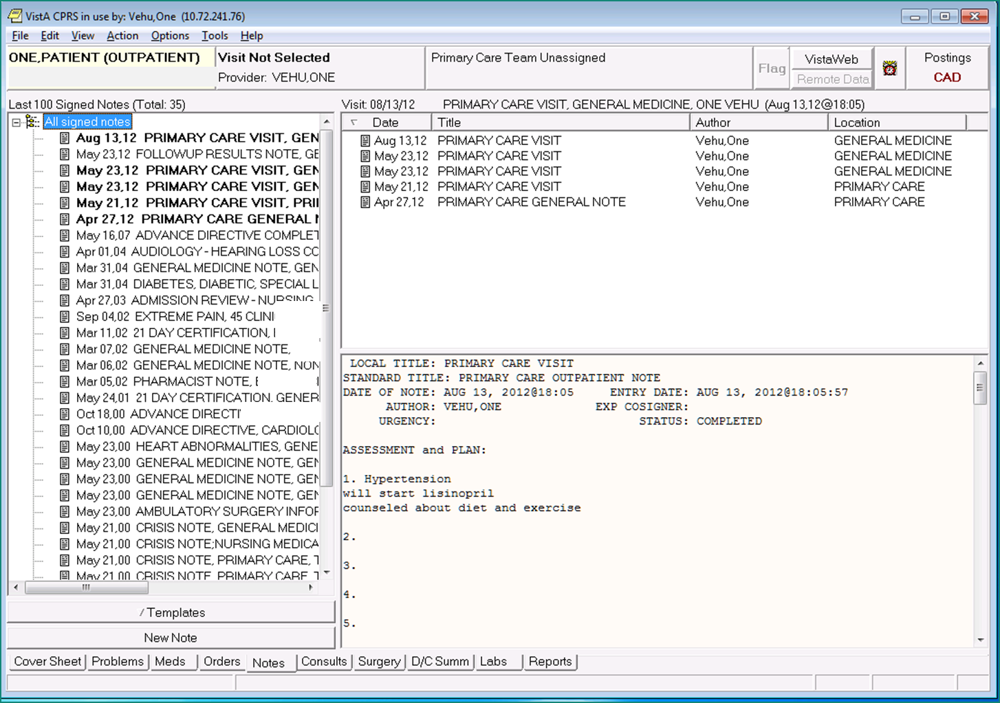 VistA CPRS in use by: Vehu,One (10.72.241.76)
File Edit View Action Options Tools Help
ONE,PATIENT (OUTPATIENT)
Visit Not Selected
Provider: VEHU,ONE
Primary Care Team Unassigned
Flag
VistaWeb
Remote Data
Postings
CAD
Last 100 Signed Notes (Total: 35)
All signed notes
Aug 13,12 PRIMARY CARE VISIT, GEN
May 23,12 FOLLOWUP RESULTS NOTE, GE
May 23,12 PRIMARY CARE VISIT, GEN
May 23,12 PRIMARY CARE VISIT, GEN
May 21,12 PRIMARY CARE VISIT, PRI
Apr 27,12 PRIMARY CARE GENERAL
May 16,07 ADVANCE DIRECTIVE COMPLET
Apr 01,04 AUDIOLOGY - HEARING LOSS CO
Mar 31,04 GENERAL MEDICINE NOTE, GEN
Mar 31,04 DIABETES, DIABETIC, SPECIAL L
Apr 27,03 ADMISSION REVIEW - NURSING
Sep 04,02 EXTREME PAIN, 45 CLINI
Mar 11,02 21 DAY CERTIFICATION,
Mar 07,02 GENERAL MEDICINE NOTE,
Mar 06,02 GENERAL MEDICINE NOTE, NON
Mar 05,02 PHARMACIST NOTE,
May 24,01 21 DAY CERTIFICATION. GENER
Oct 18,00 ADVANCE DIRECTI
Oct 10,00 ADVANCE DIRECTIVE, CARDIOLO
May 23,00 HEART ABNORMALITIES, GENE
May 23,00 GENERAL MEDICINE NOTE, GEN
May 23,00 GENERAL MEDICINE NOTE, GEN
May 23,00 GENERAL MEDICINE NOTE, GEN
May 23,00 AMBULATORY SURGERY INFOR
May 21,00 CRISIS NOTE, GENERAL MEDICI
May 21,00 CRISIS NOTE;NURSING MEDICA
May 21,00 CRISIS NOTE, PRIMARY CARE, T
May 21,00 CRISIS NOTE, PRIMARY CARE, T
/ Templates
New Note
Visit: 08/13/12 PRIMARY CARE VISIT, GENERAL MEDICINE, ONE VEHU (Aug 13,12@18:05)
Date Title Author Location
Aug 13,12 PRIMARY CARE VISIT Vehu,One GENERAL MEDICINE
May 23,12 PRIMARY CARE VISIT Vehu,One GENERAL MEDICINE
May 23,12 PRIMARY CARE VISIT Vehu,One GENERAL MEDICINE
May 21,12 PRIMARY CARE VISIT Vehu,One PRIMARY CARE
Apr 27,12 PRIMARY CARE GENERAL NOTE Vehu,One PRIMARY CARE
LOCAL TITLE: PRIMARY CARE VISIT
STANDARD TITLE: PRIMARY CARE OUTPATIENT NOTE
DATE OF NOTE: AUG 13, 2012@18:05 ENTRY DATE: AUG 13, 2012@18:05:57
AUTHOR: VEHU,ONE EXP COSIGNER:
URGENCY: STATUS: COMPLETED
ASSESSMENT and PLAN:
1. Hypertension
will start lisinopril
counseled about diet and exercise
2.
3.
4.
5.
Cover Sheet Problems Meds Orders Notes Consults Surgery D/C Summ Labs Reports